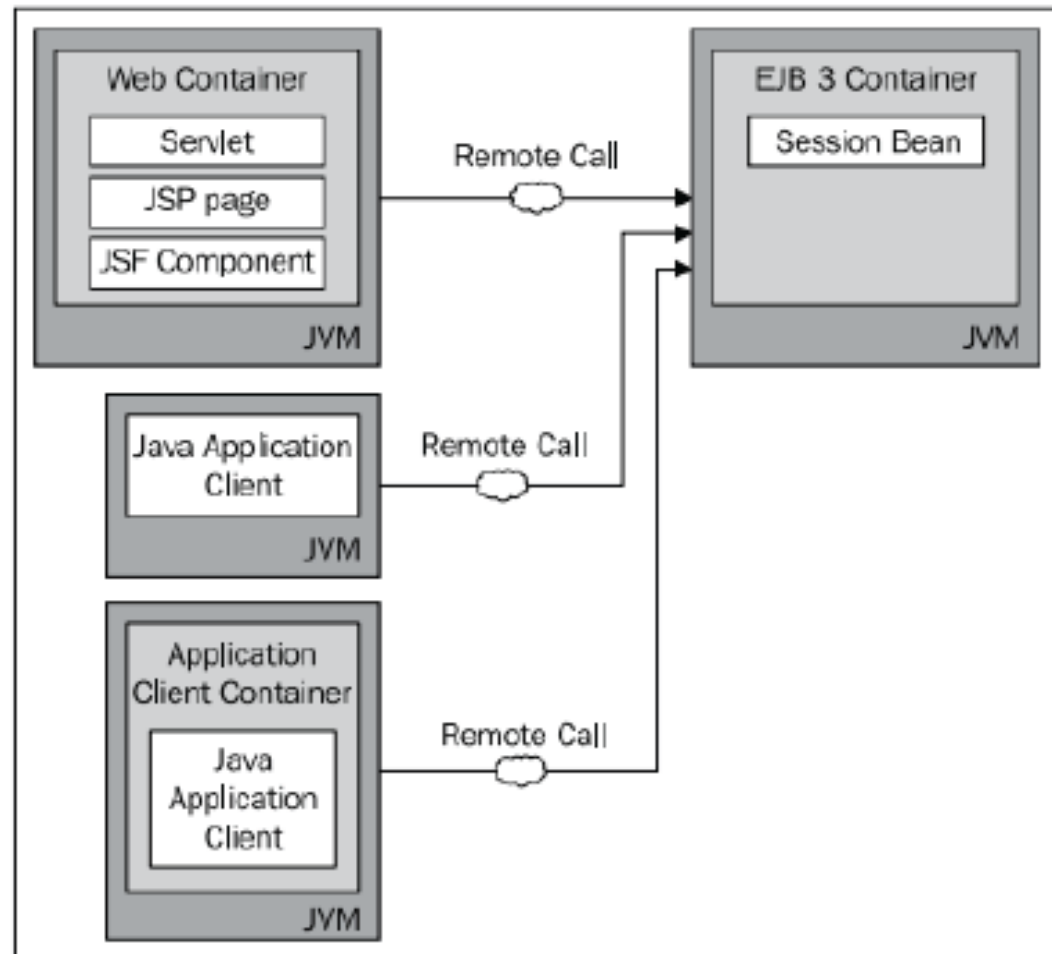 Web Container
Servlet
JSP page
JSF Component
JVM
Remote Call
EJB 3 Container
Session Bean
JVM
Java Application
Client
JVM
Remote Call
Application
Client Container
Java
Application
Client
JVM
Remote Call